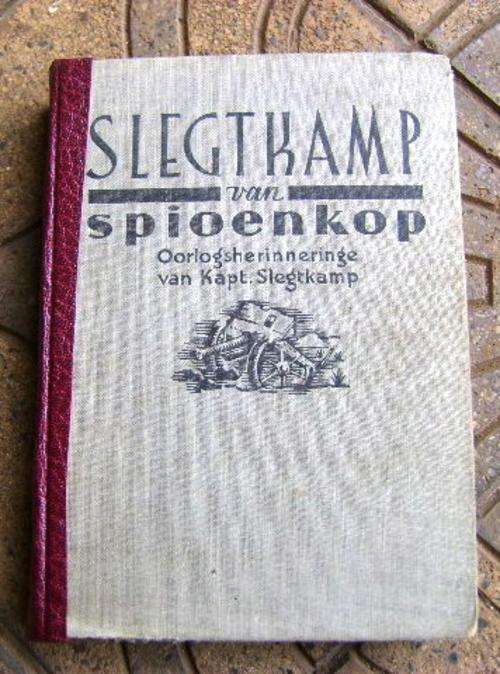 SLEGTKAMP
van
spioenkop
Oorlogsherinneringe
van Kapt. Slegtkamp